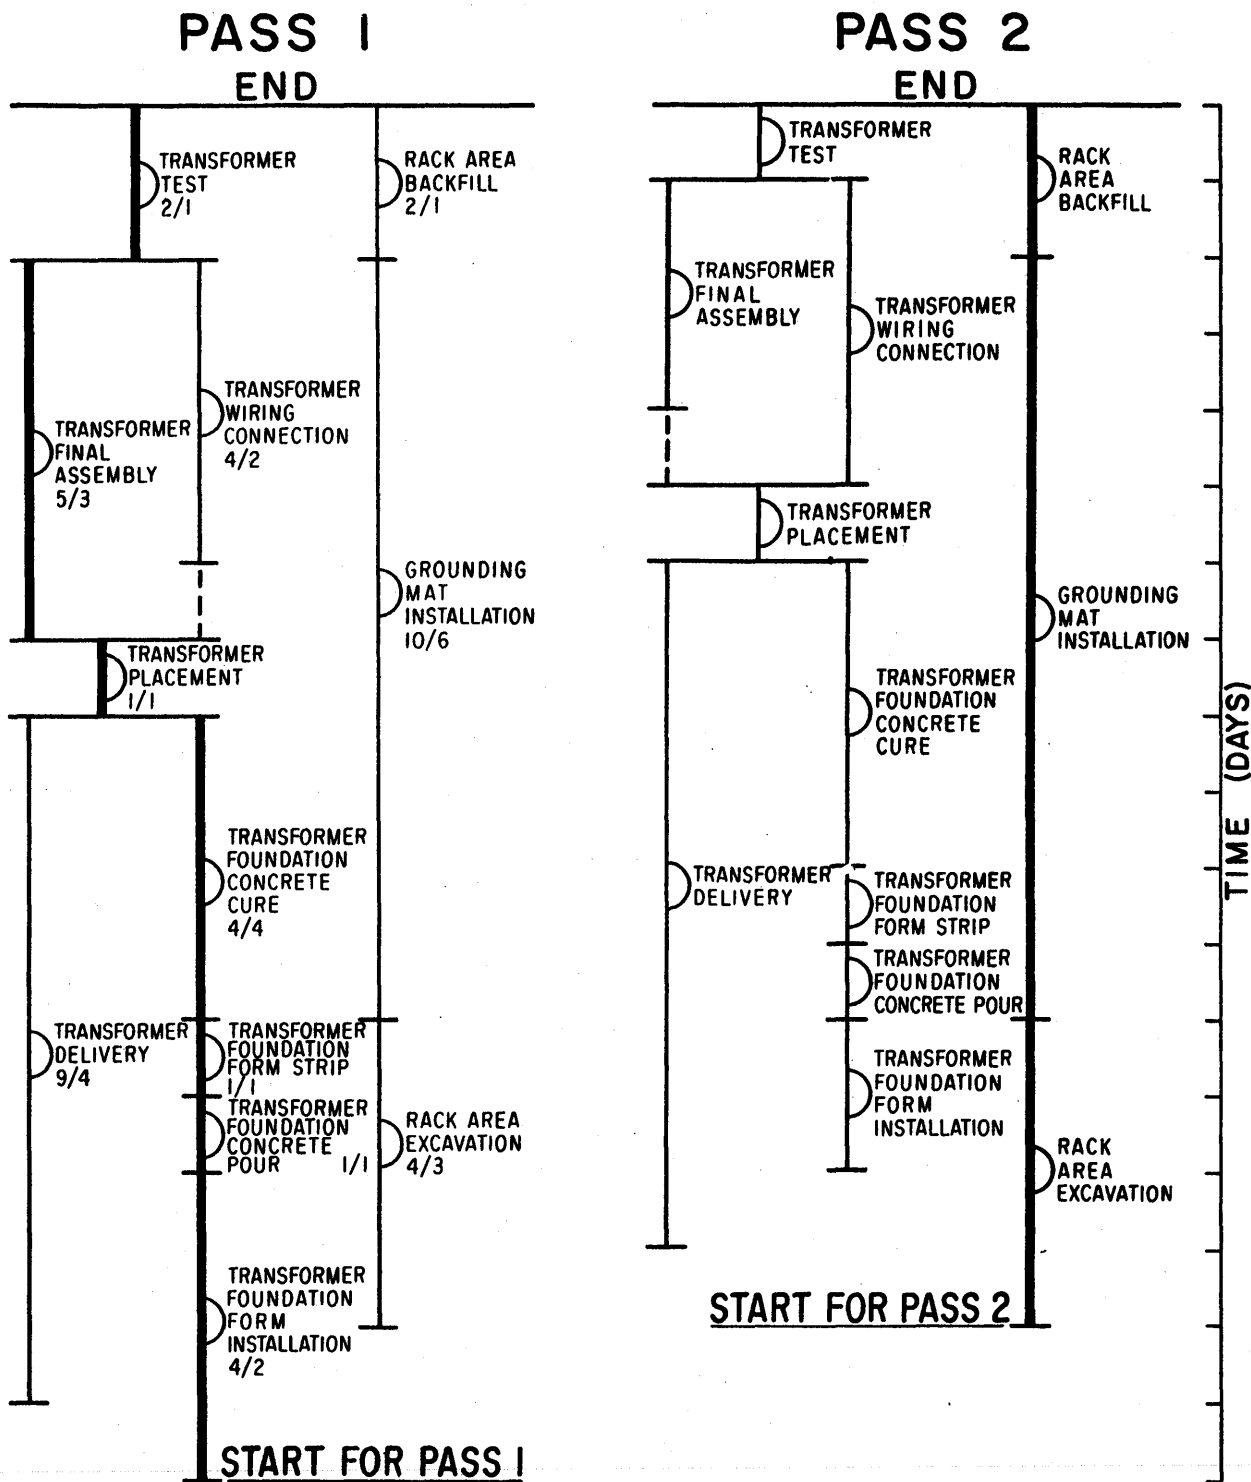 PASS 1
END
TRANSFORMER
TEST
2/1
RACK AREA
BACKFILL
2/1
TRANSFORMER
WIRING
CONNECTION
4/2
TRANSFORMER
FINAL
ASSEMBLY
5/3
GROUNDING
MAT
INSTALLATION
10/6
TRANSFORMER
PLACEMENT
1/1
TRANSFORMER
FOUNDATION
CONCRETE
CURE
4/4
TRANSFORMER
DELIVERY
9/4
TRANSFORMER
FOUNDATION
FORM STRIP
1/1
TRANSFORMER
FOUNDATION
CONCRETE
POUR 1/1
RACK AREA
EXCAVATION
4/3
TRANSFORMER
FOUNDATION
FORM
INSTALLATION
4/2
START FOR PASS 1
PASS 2
END
TRANSFORMER
TEST
RACK
AREA
BACKFILL
TRANSFORMER
FINAL
ASSEMBLY
TRANSFORMER
WIRING
CONNECTION
TRANSFORMER
PLACEMENT
GROUNDING
MAT
INSTALLATION
TRANSFORMER
FOUNDATION
CONCRETE
CURE
TRANSFORMER
DELIVERY
TRANSFORMER
FOUNDATION
FORM STRIP
TRANSFORMER
FOUNDATION
CONCRETE POUR
TRANSFORMER
FOUNDATION
FORM
INSTALLATION
RACK
AREA
EXCAVATION
START FOR PASS 2
TIME (DAYS)